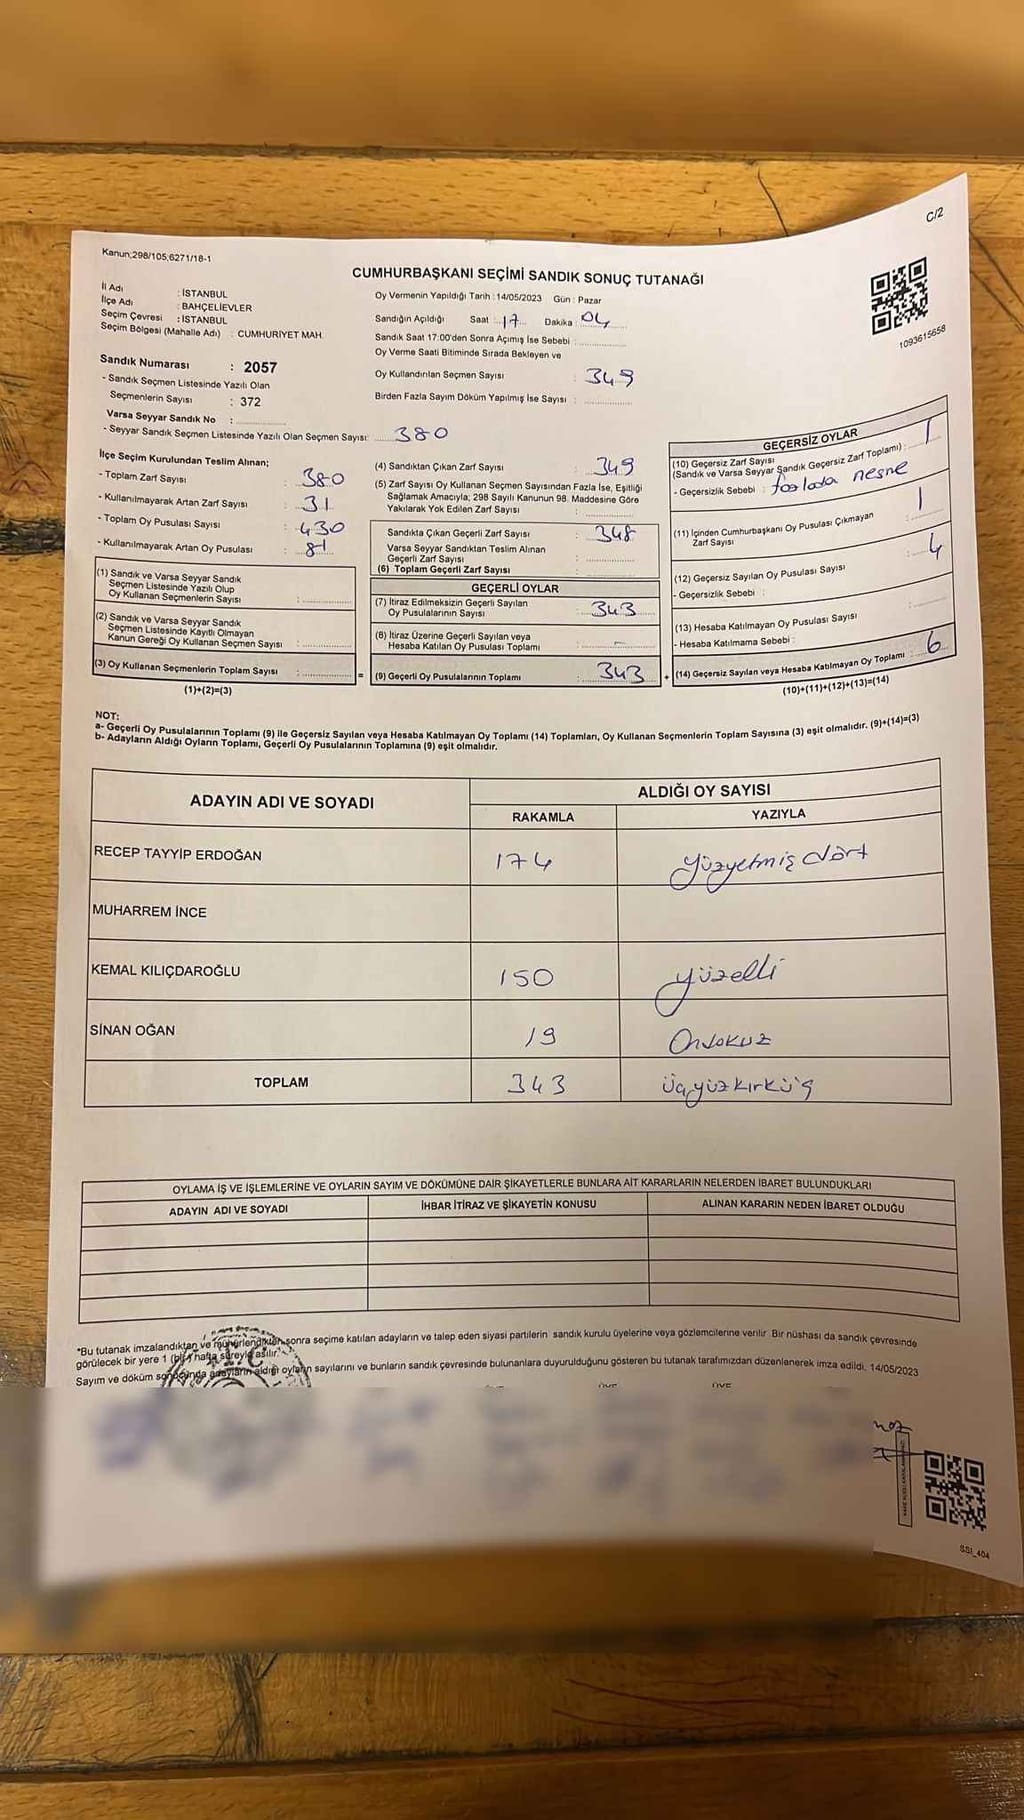 C/2
Kanun;298/105;6271/18-1
CUMHURBAŞKANI SEÇİMİ SANDIK SONUÇ TUTANAĞI
1093615658
İl Adı : İSTANBUL
İlçe Adı : BAHÇELİEVLER
Seçim Çevresi : İSTANBUL
Seçim Bölgesi (Mahalle Adı) : CUMHURİYET MAH.
Sandık Numarası : 2057
- Sandık Seçmen Listesinde Yazılı Olan
Seçmenlerin Sayısı : 372
Varsa Seyyar Sandık No :
- Seyyar Sandık Seçmen Listesinde Yazılı Olan Seçmen Sayısı: 380
Oy Vermenin Yapıldığı Tarih : 14/05/2023 Gün : Pazar
Sandığın Açıldığı Saat : 17 Dakika : 04
Sandık Saat 17:00'den Sonra Açımış İse Sebebi :
Oy Verme Saati Bitiminde Sırada Bekleyen ve
Oy Kullandırılan Seçmen Sayısı : 349
Birden Fazla Sayım Döküm Yapılmış İse Sayısı :
İlçe Seçim Kurulundan Teslim Alınan;
- Toplam Zarf Sayısı : 380
- Kullanılmayarak Artan Zarf Sayısı : 31
- Toplam Oy Pusulası Sayısı : 430
- Kullanılmayarak Artan Oy Pusulası : 81
(1) Sandık ve Varsa Seyyar Sandık
Seçmen Listesinde Yazılı Olup
Oy Kullanan Seçmenlerin Sayısı :
(2) Sandık ve Varsa Seyyar Sandık
Seçmen Listesinde Kayıtlı Olmayan
Kanun Gereği Oy Kullanan Seçmen Sayısı :
(3) Oy Kullanan Seçmenlerin Toplam Sayısı :
(1)+(2)=(3)
=
(4) Sandıktan Çıkan Zarf Sayısı : 349
(5) Zarf Sayısı Oy Kullanan Seçmen Sayısından Fazla İse, Eşitliği
Sağlamak Amacıyla; 298 Sayılı Kanunun 98. Maddesine Göre
Yakılarak Yok Edilen Zarf Sayısı :
Sandıkta Çıkan Geçerli Zarf Sayısı : 348
Varsa Seyyar Sandıktan Teslim Alınan
Geçerli Zarf Sayısı :
(6) Toplam Geçerli Zarf Sayısı :
GEÇERLİ OYLAR
(7) İtiraz Edilmeksizin Geçerli Sayılan
Oy Pusulalarının Sayısı : 343
(8) İtiraz Üzerine Geçerli Sayılan veya
Hesaba Katılan Oy Pusulası Toplamı : -
(9) Geçerli Oy Pusulalarının Toplamı : 343
+
GEÇERSİZ OYLAR
(10) Geçersiz Zarf Sayısı
(Sandık ve Varsa Seyyar Sandık Geçersiz Zarf Toplamı) : 1
- Geçersizlik Sebebi : fazlada nesne
(11) İçinden Cumhurbaşkanı Oy Pusulası Çıkmayan
Zarf Sayısı : 1
(12) Geçersiz Sayılan Oy Pusulası Sayısı : 4
- Geçersizlik Sebebi :
(13) Hesaba Katılmayan Oy Pusulası Sayısı :
- Hesaba Katılmama Sebebi :
(14) Geçersiz Sayılan veya Hesaba Katılmayan Oy Toplamı : 6
(10)+(11)+(12)+(13)=(14)
NOT:
a- Geçerli Oy Pusulalarının Toplamı (9) ile Geçersiz Sayılan veya Hesaba Katılmayan Oy Toplamı (14) Toplamları, Oy Kullanan Seçmenlerin Toplam Sayısına (3) eşit olmalıdır. (9)+(14)=(3)
b- Adayların Aldığı Oyların Toplamı, Geçerli Oy Pusulalarının Toplamına (9) eşit olmalıdır.
ADAYIN ADI VE SOYADI ALDIĞI OY SAYISI
RAKAMLA YAZIYLA
RECEP TAYYİP ERDOĞAN 174 yüzyetmiş dört
MUHARREM İNCE
KEMAL KILIÇDAROĞLU 150 yüzelli
SİNAN OĞAN 19 Ondokuz
TOPLAM 343 üçyüzkırküç
OYLAMA İŞ VE İŞLEMLERİNE VE OYLARIN SAYIM VE DÖKÜMÜNE DAİR ŞİKAYETLERLE BUNLARA AİT KARARLARIN NELERDEN İBARET BULUNDUKLARI
ADAYIN ADI VE SOYADI İHBAR İTİRAZ VE ŞİKAYETİN KONUSU ALINAN KARARIN NEDEN İBARET OLDUĞU
*Bu tutanak imzalandıktan ve mühürlendikten sonra seçime katılan adayların ve talep eden siyasi partilerin sandık kurulu üyelerine veya gözlemcilerine verilir. Bir nüshası da sandık çevresinde
görülecek bir yere 1 (bir) hafta süreyle asılır.
Sayım ve döküm sonucunda adayların aldığı oyların sayılarını ve bunların sandık çevresinde bulunanlara duyurulduğunu gösteren bu tutanak tarafımızdan düzenlenerek imza edildi. 14/05/2023
T.C.
ÜYE ÜYE
SSI_404